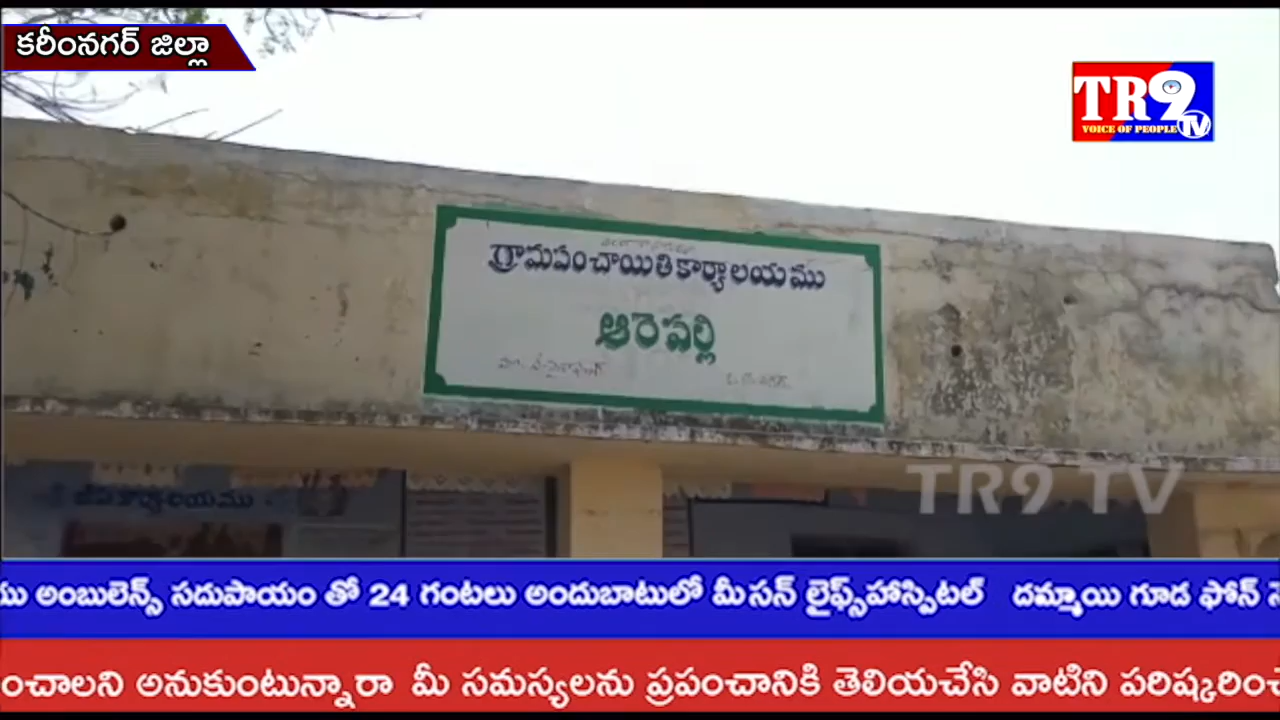 కరీంనగర్ జిల్లా
TR9
VOICE OF PEOPLE TV
గ్రామపంచాయితి కార్యాలయము
ఆరెపల్లి
TR9 TV
ము అంబులెన్స్ సదుపాయం తో 24 గంటలు అందుబాటులో మీ సన్ లైఫ్స్‌హాస్పిటల్ దమ్మాయి గూడ ఫోన్
ంచాలని అనుకుంటున్నారా మీ సమస్యలను ప్రపంచానికి తెలియచేసి వాటిని పరిష్కరించ